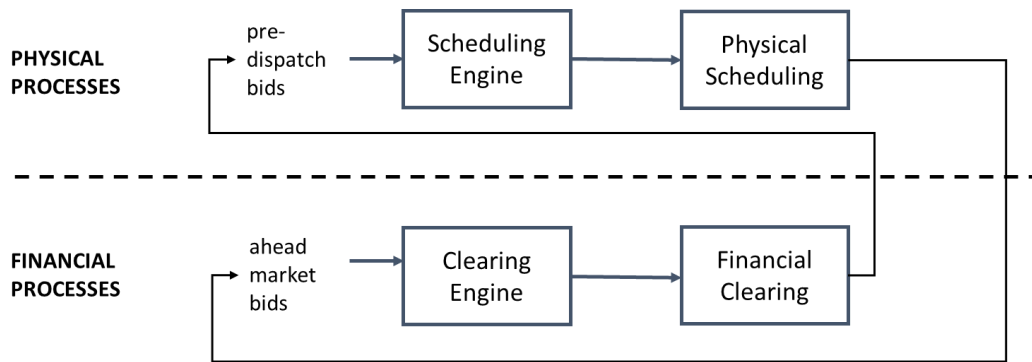 PHYSICAL
PROCESSES
pre-
dispatch
bids
Scheduling
Engine
Physical
Scheduling
FINANCIAL
PROCESSES
ahead
market
bids
Clearing
Engine
Financial
Clearing